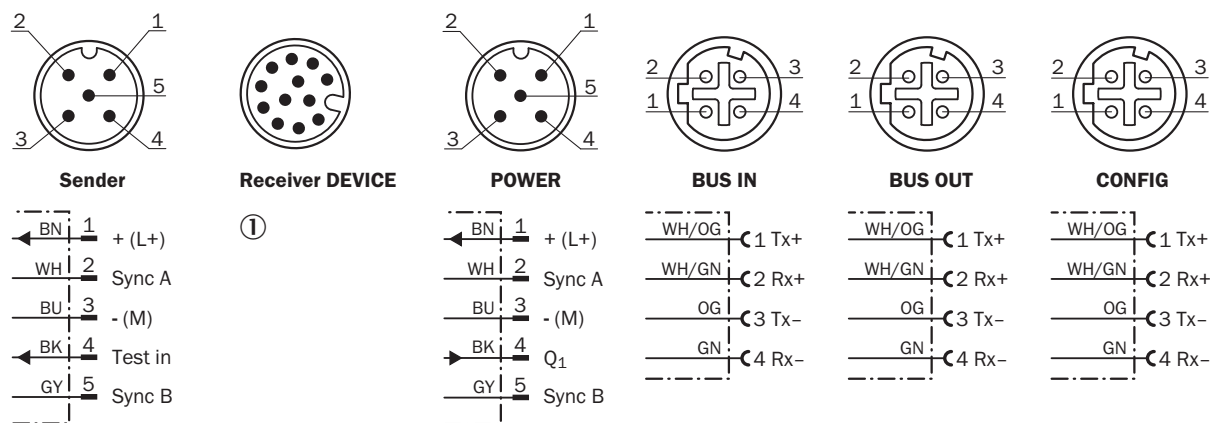 2 1
5
3 4
Sender
BN 1 + (L+)
WH 2 Sync A
BU 3 - (M)
BK 4 Test in
GY 5 Sync B
Receiver DEVICE
①
2 1
5
3 4
POWER
BN 1 + (L+)
WH 2 Sync A
BU 3 - (M)
BK 4 Q1
GY 5 Sync B
2 3
1 4
BUS IN
WH/OG 1 Tx+
WH/GN 2 Rx+
OG 3 Tx–
GN 4 Rx–
2 3
1 4
BUS OUT
WH/OG 1 Tx+
WH/GN 2 Rx+
OG 3 Tx–
GN 4 Rx–
2 3
1 4
CONFIG
WH/OG 1 Tx+
WH/GN 2 Rx+
OG 3 Tx–
GN 4 Rx–